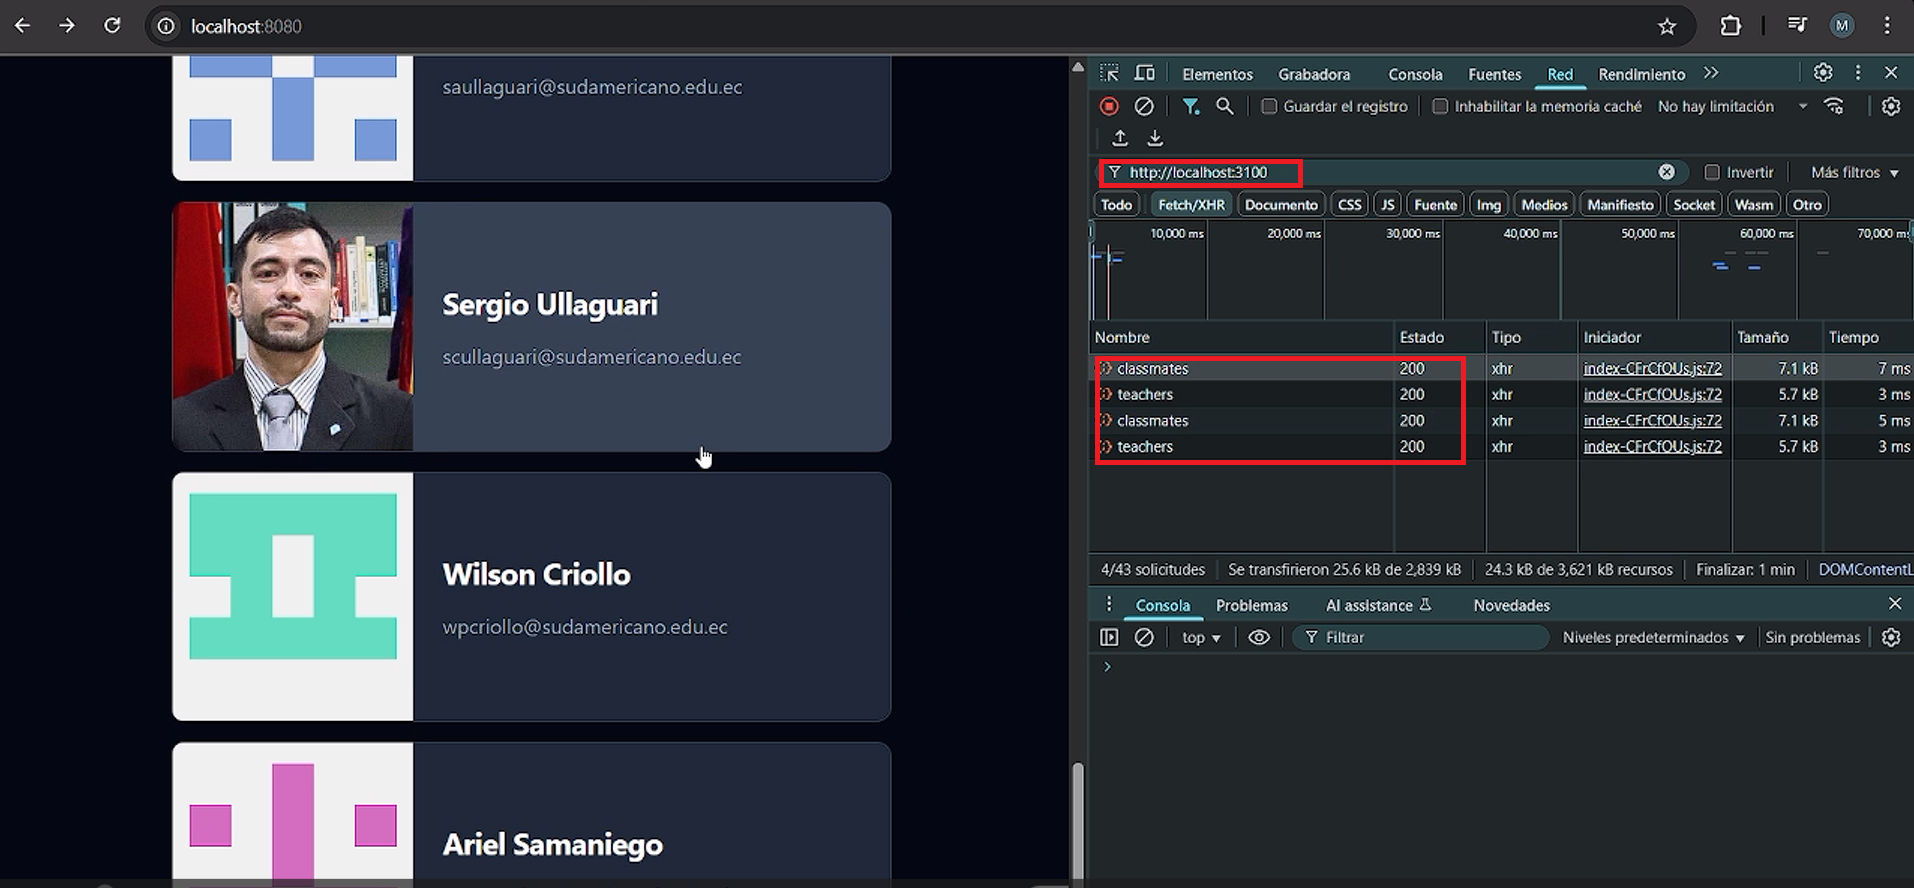 localhost:8080
M
saullaguari@sudamericano.edu.ec
Sergio Ullaguari
scullaguari@sudamericano.edu.ec
Wilson Criollo
wpcriollo@sudamericano.edu.ec
Ariel Samaniego
Elementos Grabadora Consola Fuentes Red Rendimiento
Guardar el registro Inhabilitar la memoria caché No hay limitación
http://localhost:3100 Invertir Más filtros
Todo Fetch/XHR Documento CSS JS Fuente Img Medios Manifiesto Socket Wasm Otro
10,000 ms 20,000 ms 30,000 ms 40,000 ms 50,000 ms 60,000 ms 70,000 ms
Nombre Estado Tipo Iniciador Tamaño Tiempo
classmates 200 xhr index-CFrCfOUs.js:72 7.1 kB 7 ms
teachers 200 xhr index-CFrCfOUs.js:72 5.7 kB 3 ms
classmates 200 xhr index-CFrCfOUs.js:72 7.1 kB 5 ms
teachers 200 xhr index-CFrCfOUs.js:72 5.7 kB 3 ms
4/43 solicitudes Se transfirieron 25.6 kB de 2,839 kB 24.3 kB de 3,621 kB recursos Finalizar: 1 min DOMContentL
Consola Problemas AI assistance Novedades
top Filtrar Niveles predeterminados Sin problemas